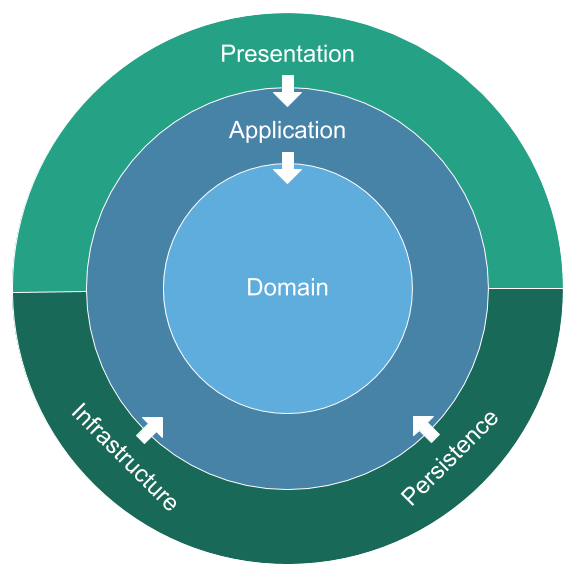 Presentation
Application
Domain
Infrastructure
Persistence